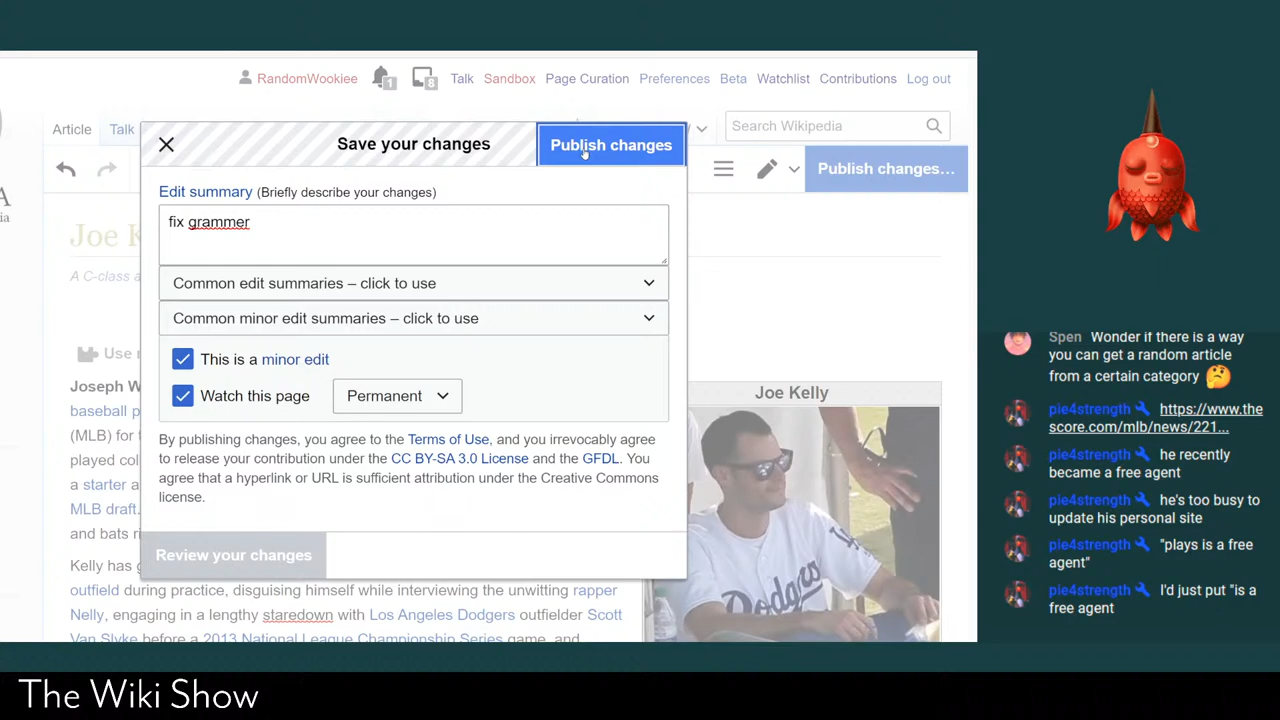 RandomWookiee 1 8 Talk Sandbox Page Curation Preferences Beta Watchlist Contributions Log out
Article Talk
Search Wikipedia
Save your changes
Publish changes
Publish changes…
Edit summary (Briefly describe your changes)
fix grammer
Common edit summaries – click to use
Common minor edit summaries – click to use
This is a minor edit
Watch this page Permanent
By publishing changes, you agree to the Terms of Use, and you irrevocably agree
to release your contribution under the CC BY-SA 3.0 License and the GFDL. You
agree that a hyperlink or URL is sufficient attribution under the Creative Commons
license.
Review your changes
A
ia
Joe K
A C-class a
Use
Joseph W
baseball p
(MLB) for t
played col
a starter a
MLB draft.
and bats ri
Kelly has g
outfield during practice, disguising himself while interviewing the unwitting rapper
Nelly, engaging in a lengthy staredown with Los Angeles Dodgers outfielder Scott
Van Slyke before a 2013 National League Championship Series game, and
Joe Kelly
Dodgers
LA
Spen Wonder if there is a way
you can get a random article
from a certain category
pie4strength https://www.the
score.com/mlb/news/221...
pie4strength he recently
became a free agent
pie4strength he's too busy to
update his personal site
pie4strength "plays is a free
agent"
pie4strength I'd just put "is a
free agent
The Wiki Show